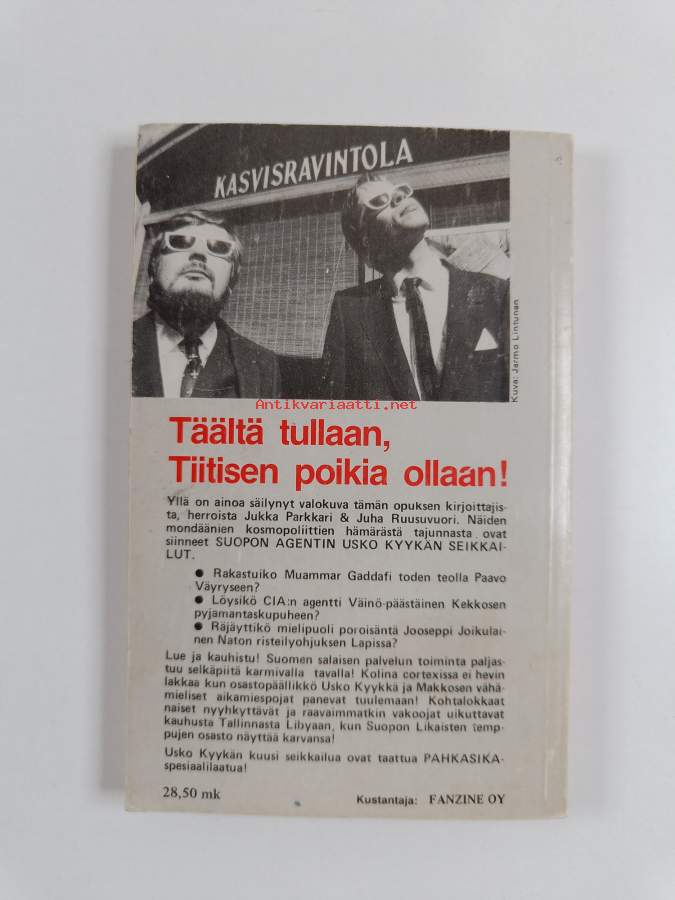 KASVISRAVINTOLA
Kuva: Jarmo Lintunan
Antikvariaatti.net
Täältä tullaan,
Tiitisen poikia ollaan!
Yllä on ainoa säilynyt valokuva tämän opuksen kirjoittajis-
ta, herroista Jukka Parkkari & Juha Ruusuvuori. Näiden
mondäänien kosmopoliittien hämärästä tajunnasta ovat
siinneet SUOPON AGENTIN USKO KYYKÄN SEIKKAI-
LUT.
● Rakastuiko Muammar Gaddafi toden teolla Paavo
Väyryseen?
● Löysikö CIA:n agentti Väinö-päästäinen Kekkosen
pyjamantaskupuheen?
● Räjäyttikö mielipuoli poroisäntä Jooseppi Joikulai-
nen Naton risteilyohjuksen Lapissa?
Lue ja kauhistu! Suomen salaisen palvelun toiminta paljas-
tuu selkäpiitä karmivalla tavalla! Kolina cortexissa ei hevin
lakkaa kun osastopäällikkö Usko Kyykkä ja Makkosen vähä-
mieliset aikamiespojat panevat tuulemaan! Kohtalokkaat
naiset nyyhkyttävät ja raavaimmatkin vakoojat uikuttavat
kauhusta Tallinnasta Libyaan, kun Suopon Likaisten temp-
pujen osasto näyttää karvansa!
Usko Kyykän kuusi seikkailua ovat taattua PAHKASIKA-
spesiaalilaatua!
28,50 mk
Kustantaja: FANZINE OY